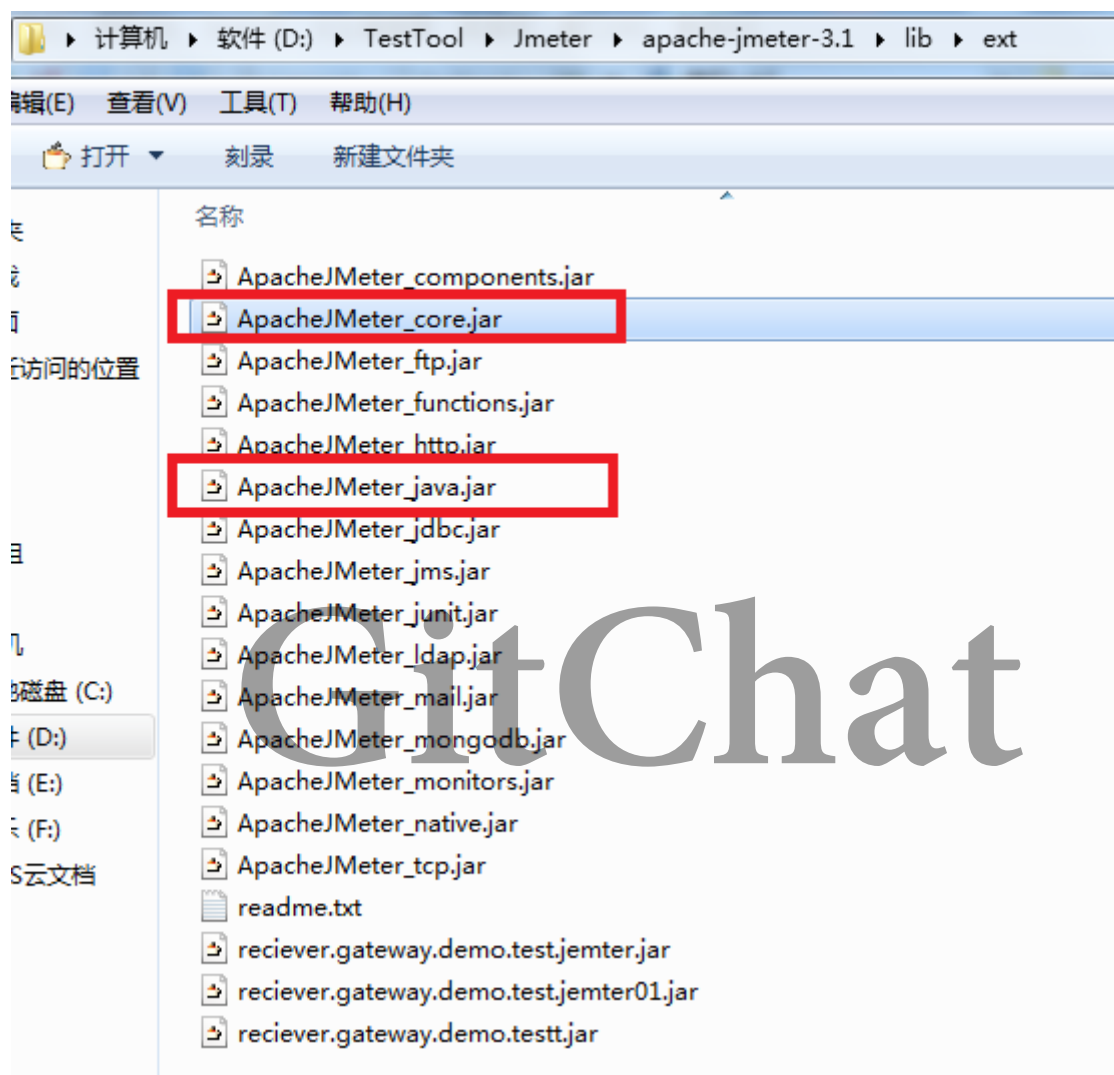 计算机 ▸ 软件 (D:) ▸ TestTool ▸ Jmeter ▸ apache-jmeter-3.1 ▸ lib ▸ ext
编辑(E) 查看(V) 工具(T) 帮助(H)
打开 刻录 新建文件夹
名称
ApacheJMeter_components.jar
ApacheJMeter_core.jar
ApacheJMeter_ftp.jar
访问的位置
ApacheJMeter_functions.jar
ApacheJMeter_http.jar
ApacheJMeter_java.jar
ApacheJMeter_jdbc.jar
ApacheJMeter_jms.jar
ApacheJMeter_junit.jar
ApacheJMeter_ldap.jar
磁盘 (C:)
ApacheJMeter_mail.jar
(D:)
ApacheJMeter_mongodb.jar
(E:)
ApacheJMeter_monitors.jar
(F:)
ApacheJMeter_native.jar
S云文档
ApacheJMeter_tcp.jar
readme.txt
reciever.gateway.demo.test.jemter.jar
reciever.gateway.demo.test.jemter01.jar
reciever.gateway.demo.testt.jar
GitChat